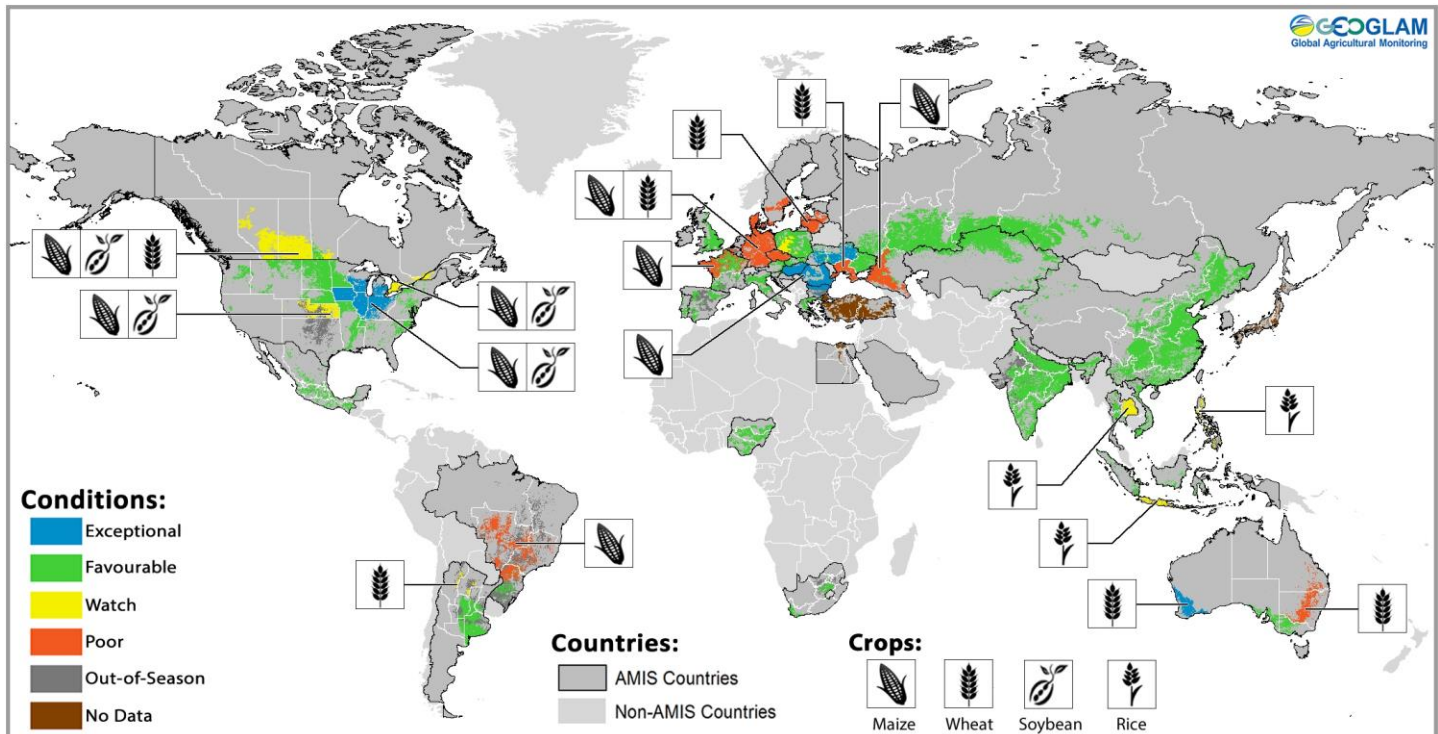 GEOGLAM
Global Agricultural Monitoring
Conditions:
Exceptional
Favourable
Watch
Poor
Out-of-Season
No Data
Countries:
AMIS Countries
Non-AMIS Countries
Crops:
Maize
Wheat
Soybean
Rice